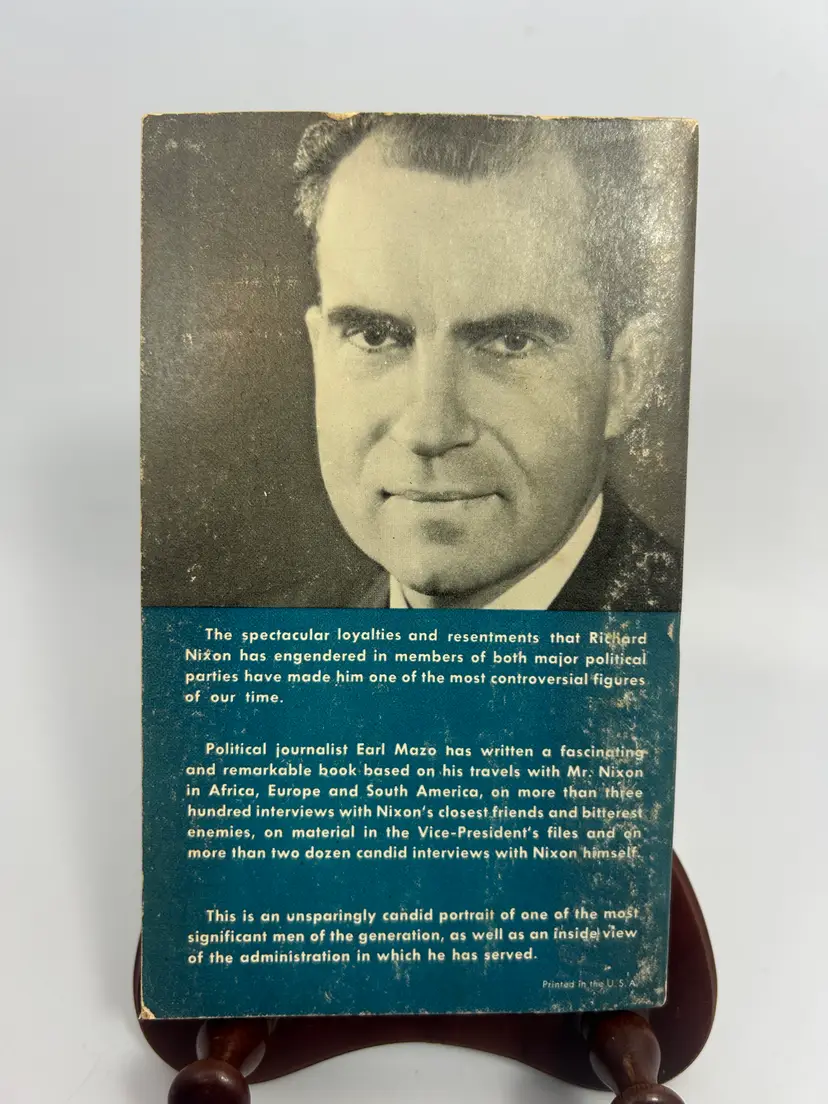 The spectacular loyalties and resentments that Richard
Nixon has engendered in members of both major political
parties have made him one of the most controversial figures
of our time.
Political journalist Earl Mazo has written a fascinating
and remarkable book based on his travels with Mr. Nixon
in Africa, Europe and South America, on more than three
hundred interviews with Nixon's closest friends and bitterest
enemies, on material in the Vice-President's files and on
more than two dozen candid interviews with Nixon himself.
This is an unsparingly candid portrait of one of the most
significant men of the generation, as well as an inside view
of the administration in which he has served.
Printed in the U. S. A.